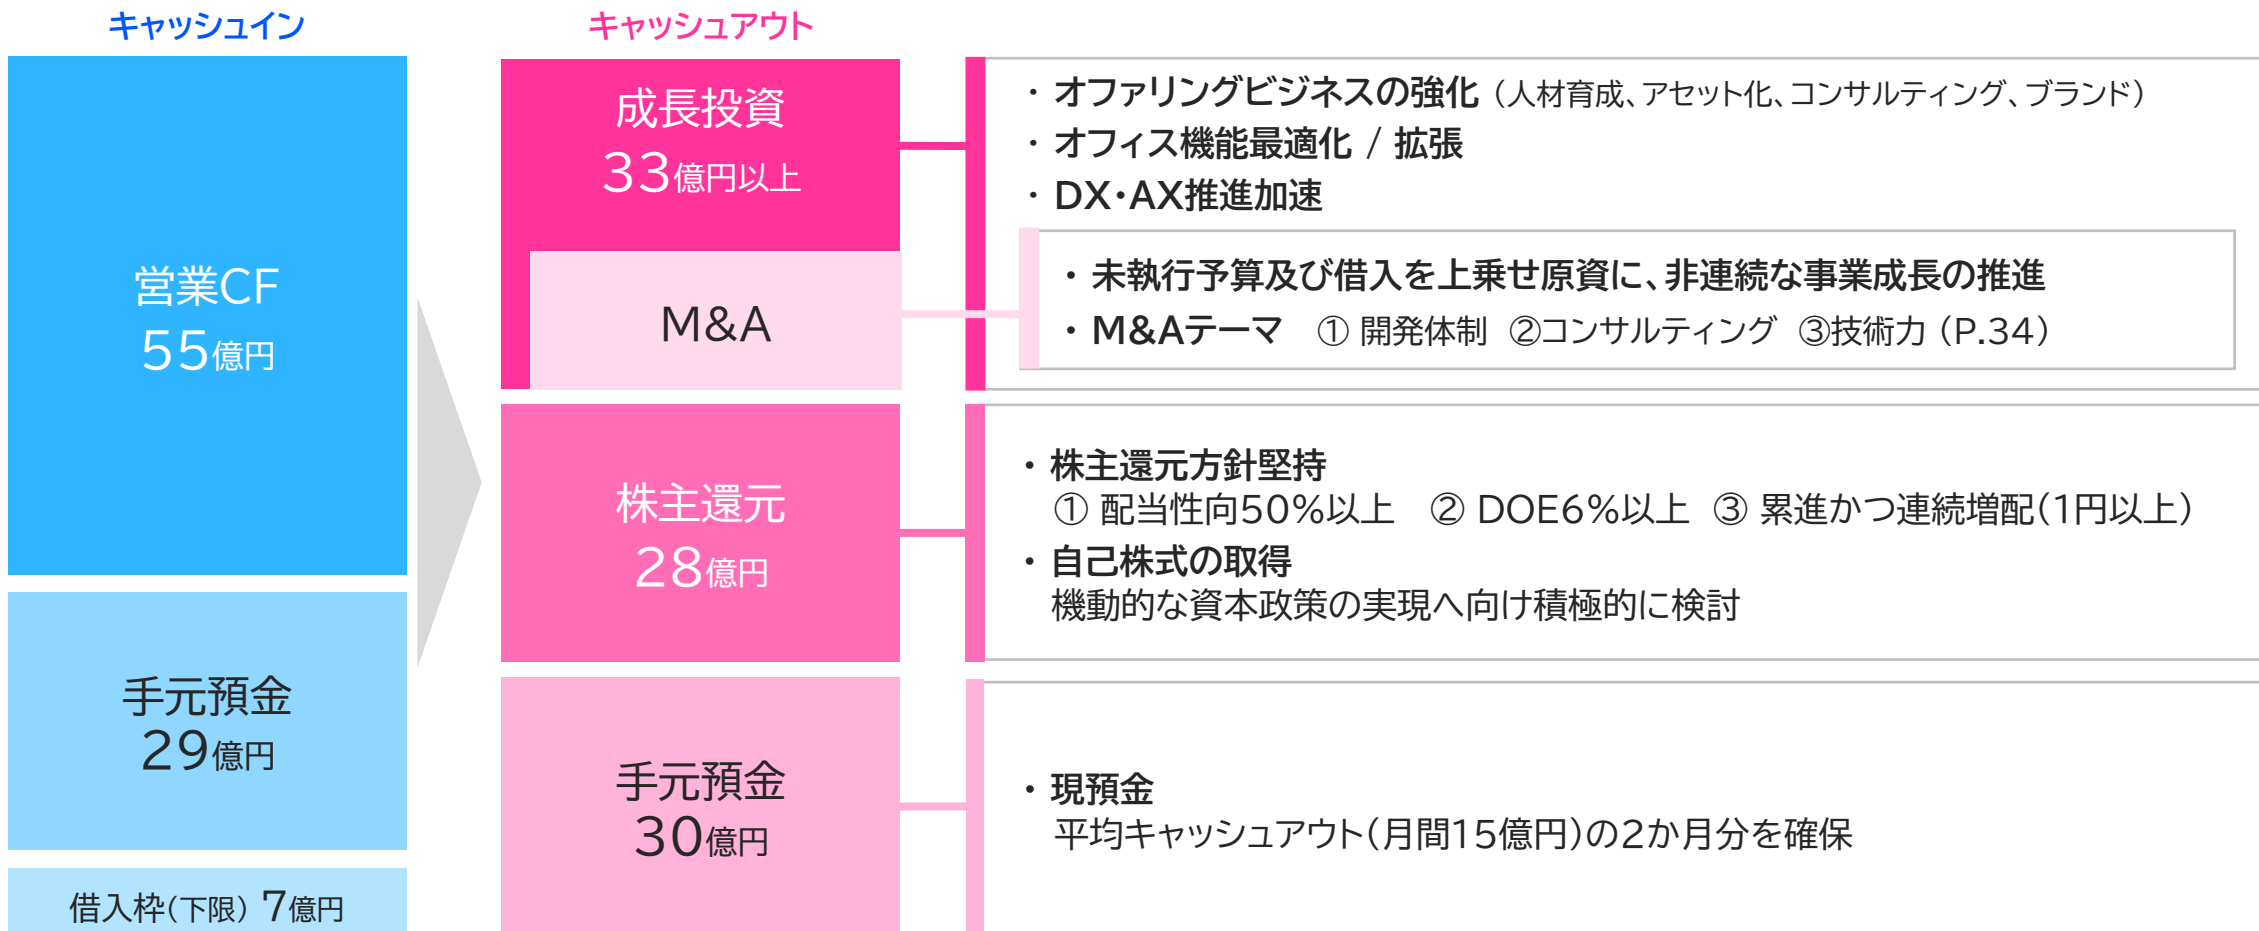 キャッシュイン
営業CF
55億円
手元預金
29億円
借入枠（下限） 7億円
キャッシュアウト
成長投資
33億円以上
M&A
株主還元
28億円
手元預金
30億円
・オファリングビジネスの強化（人材育成、アセット化、コンサルティング、ブランド）
・オフィス機能最適化 / 拡張
・DX・AX推進加速
・未執行予算及び借入を上乗せ原資に、非連続な事業成長の推進
・M&Aテーマ ① 開発体制 ②コンサルティング ③技術力（P.34）
・株主還元方針堅持
① 配当性向50％以上 ② DOE6％以上 ③ 累進かつ連続増配（1円以上）
・自己株式の取得
機動的な資本政策の実現へ向け積極的に検討
・現預金
平均キャッシュアウト（月間15億円）の2か月分を確保